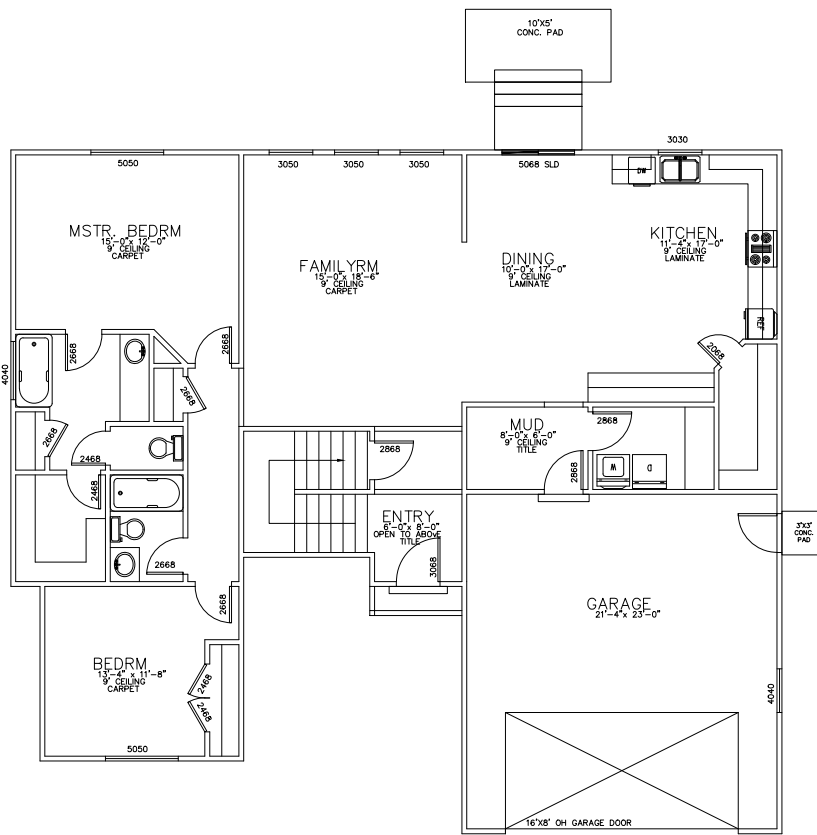 10'X5'
CONC. PAD
3030
5050
3050
3050
3050
5068 SLD
DW
MSTR. BEDRM
15'-0"x 12'-0"
9' CEILING
CARPET
FAMILYRM
15'-0"x 18'-6"
9' CEILING
CARPET
DINING
10'-0"x 17'-0"
9' CEILING
LAMINATE
KITCHEN
11'-4"x 17'-0"
9' CEILING
LAMINATE
REF
2068
4040
2668
2668
2668
2668
2468
2468
MUD
8'-0"x 6'-0"
9' CEILING
TITLE
2868
2868
W
D
2868
ENTRY
6'-0"x 8'-0"
OPEN TO ABOVE
TITLE
3068
3'X3'
CONC.
PAD
2668
2668
GARAGE
21'-4"x 23'-0"
BEDRM
13'-4" x 11'-8"
9' CEILING
CARPET
2468
2468
4040
5050
16'X8' OH GARAGE DOOR